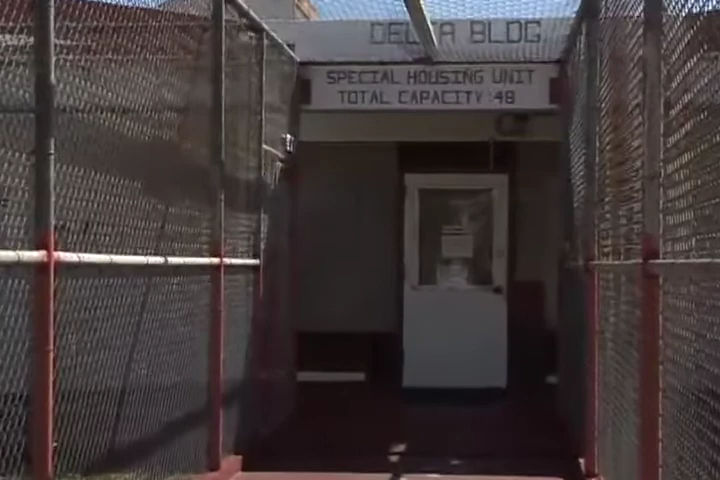 DELTA BLDG
SPECIAL HOUSING UNIT
TOTAL CAPACITY: 48